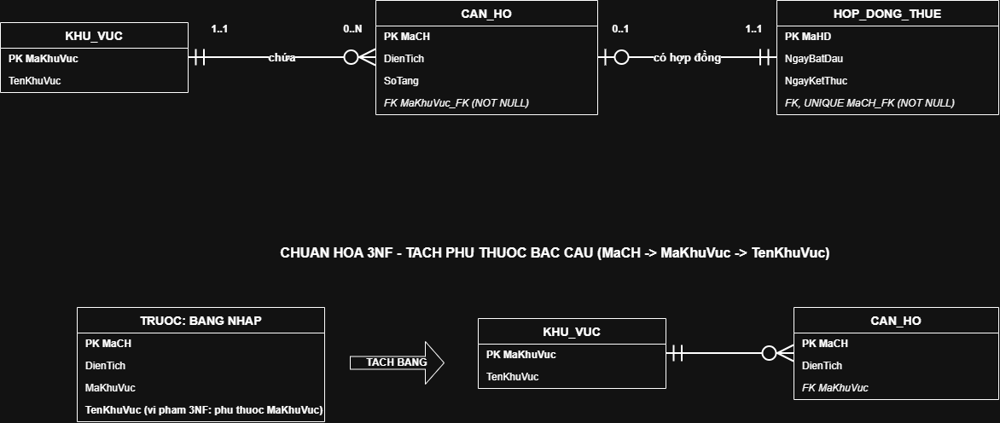 KHU_VUC
PK MaKhuVuc
TenKhuVuc
1..1
chứa
0..N
CAN_HO
PK MaCH
DienTich
SoTang
FK MaKhuVuc_FK (NOT NULL)
0..1
có hợp đồng
1..1
HOP_DONG_THUE
PK MaHD
NgayBatDau
NgayKetThuc
FK, UNIQUE MaCH_FK (NOT NULL)
CHUAN HOA 3NF - TACH PHU THUOC BAC CAU (MaCH -> MaKhuVuc -> TenKhuVuc)
TRUOC: BANG NHAP
PK MaCH
DienTich
MaKhuVuc
TenKhuVuc (vi pham 3NF: phu thuoc MaKhuVuc)
TACH BANG
KHU_VUC
PK MaKhuVuc
TenKhuVuc
CAN_HO
PK MaCH
DienTich
FK MaKhuVuc